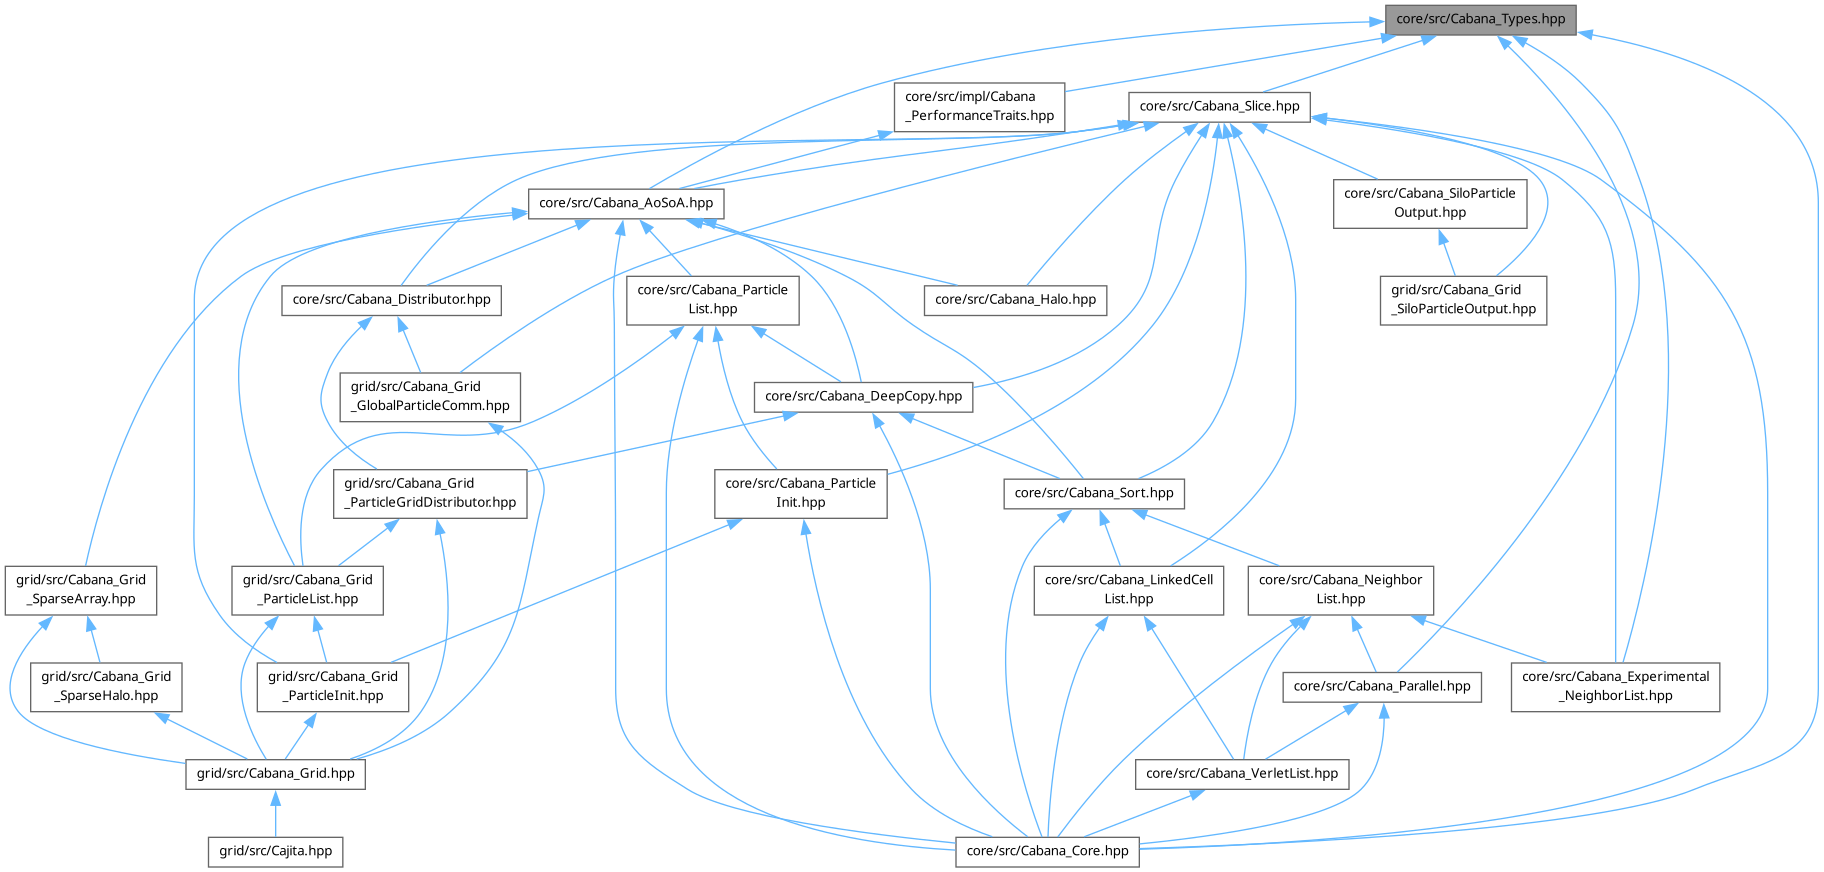 core/src/Cabana_Types.hpp
core/src/impl/Cabana
_PerformanceTraits.hpp
core/src/Cabana_Slice.hpp
core/src/Cabana_AoSoA.hpp
core/src/Cabana_SiloParticle
Output.hpp
core/src/Cabana_Distributor.hpp
core/src/Cabana_Particle
List.hpp
core/src/Cabana_Halo.hpp
grid/src/Cabana_Grid
_SiloParticleOutput.hpp
grid/src/Cabana_Grid
_GlobalParticleComm.hpp
core/src/Cabana_DeepCopy.hpp
grid/src/Cabana_Grid
_ParticleGridDistributor.hpp
core/src/Cabana_Particle
Init.hpp
core/src/Cabana_Sort.hpp
grid/src/Cabana_Grid
_SparseArray.hpp
grid/src/Cabana_Grid
_ParticleList.hpp
core/src/Cabana_LinkedCell
List.hpp
core/src/Cabana_Neighbor
List.hpp
grid/src/Cabana_Grid
_SparseHalo.hpp
grid/src/Cabana_Grid
_ParticleInit.hpp
core/src/Cabana_Parallel.hpp
core/src/Cabana_Experimental
_NeighborList.hpp
grid/src/Cabana_Grid.hpp
core/src/Cabana_VerletList.hpp
grid/src/Cajita.hpp
core/src/Cabana_Core.hpp